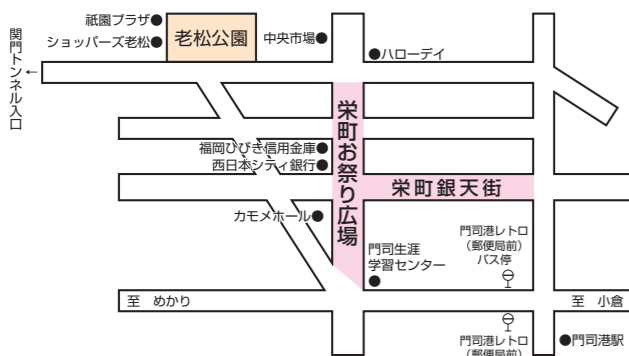 祇園プラザ
ショッパーズ老松
老松公園
中央市場
ハローデイ
関門トンネル入口
←
栄町お祭り広場
福岡ひびき信用金庫
西日本シティ銀行
栄町銀天街
カモメホール
門司生涯
学習センター
門司港レトロ
（郵便局前）
バス停
至 めかり
至 小倉
門司港レトロ
（郵便局前）
門司港駅